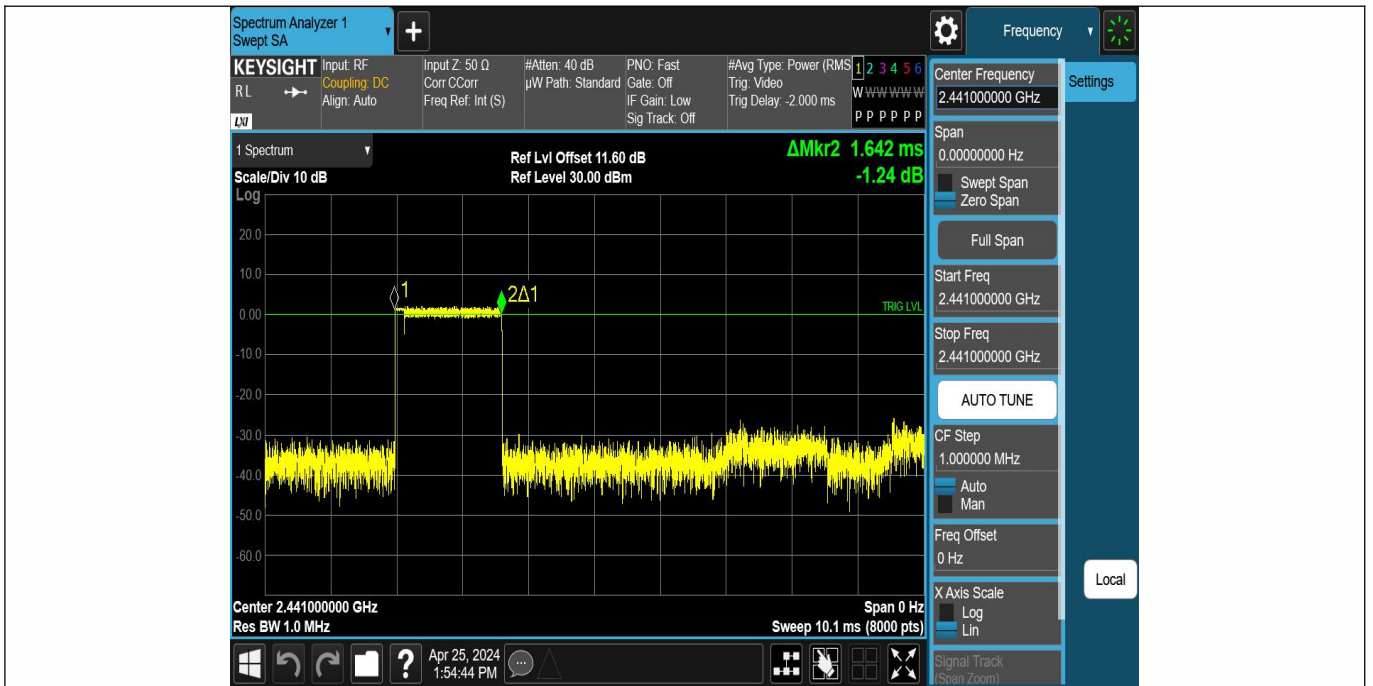 Spectrum Analyzer 1
Swept SA
+
Frequency
KEYSIGHT
RL
LXI
Input: RF
Coupling: DC
Align: Auto
Input Z: 50 Ω
Corr CCorr
Freq Ref: Int (S)
#Atten: 40 dB
µW Path: Standard
PNO: Fast
Gate: Off
IF Gain: Low
Sig Track: Off
#Avg Type: Power (RMS
Trig: Video
Trig Delay: -2.000 ms
1 2 3 4 5 6
W W W W W W
P P P P P P
1 Spectrum
Scale/Div 10 dB
Ref Lvl Offset 11.60 dB
Ref Level 30.00 dBm
ΔMkr2 1.642 ms
-1.24 dB
Log
20.0
10.0
0.00
-10.0
-20.0
-30.0
-40.0
-50.0
-60.0
1
2Δ1
TRIG LVL
Center 2.441000000 GHz
Span 0 Hz
Res BW 1.0 MHz
Sweep 10.1 ms (8000 pts)
Center Frequency
2.441000000 GHz
Settings
Span
0.00000000 Hz
Swept Span
Zero Span
Full Span
Start Freq
2.441000000 GHz
Stop Freq
2.441000000 GHz
AUTO TUNE
CF Step
1.000000 MHz
Auto
Man
Freq Offset
0 Hz
X Axis Scale
Log
Lin
Signal Track
(Span Zoom)
Local
?
Apr 25, 2024
1:54:44 PM